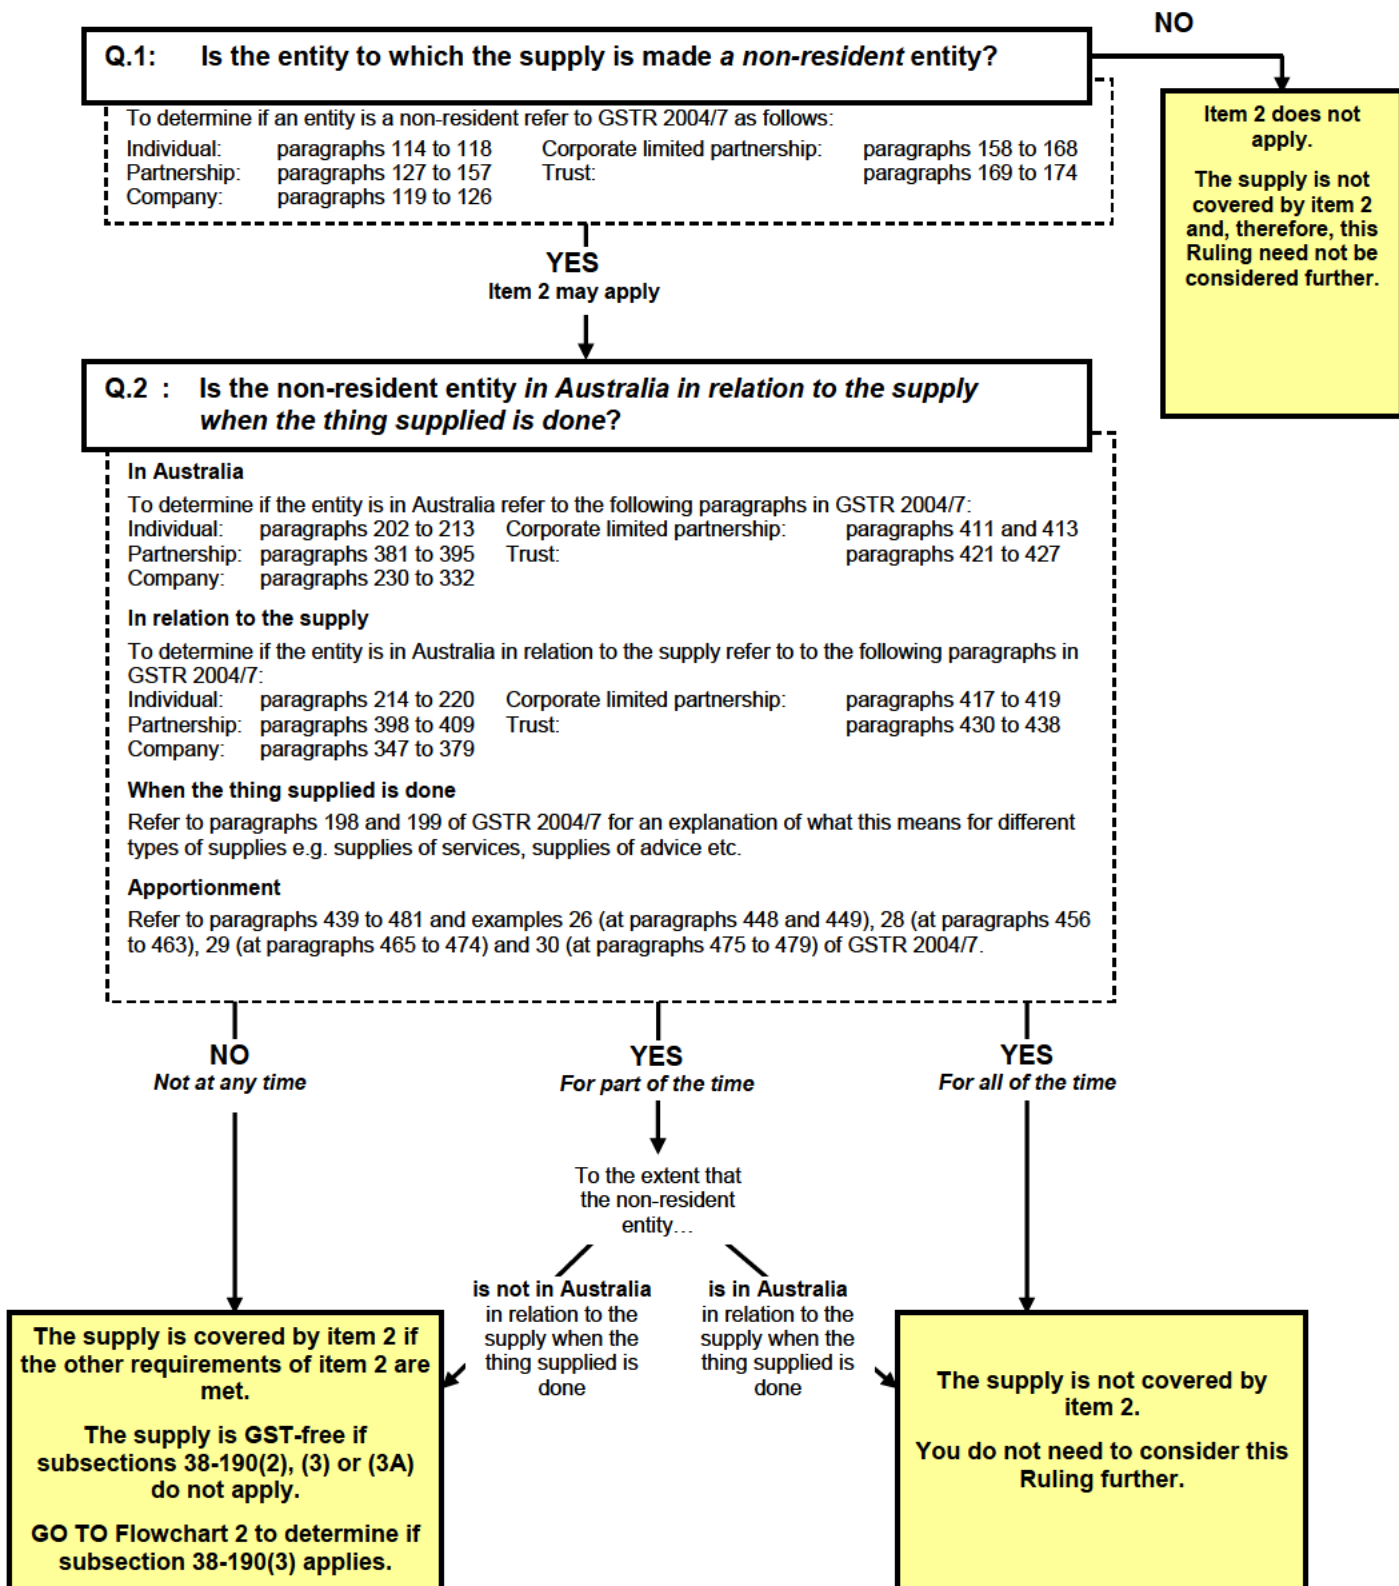 NO
Q.1: Is the entity to which the supply is made a non-resident entity?
To determine if an entity is a non-resident refer to GSTR 2004/7 as follows:
Individual: paragraphs 114 to 118 Corporate limited partnership: paragraphs 158 to 168
Partnership: paragraphs 127 to 157 Trust: paragraphs 169 to 174
Company: paragraphs 119 to 126
Item 2 does not
apply.
The supply is not
covered by item 2
and, therefore, this
Ruling need not be
considered further.
YES
Item 2 may apply
Q.2 : Is the non-resident entity in Australia in relation to the supply
when the thing supplied is done?
In Australia
To determine if the entity is in Australia refer to the following paragraphs in GSTR 2004/7:
Individual: paragraphs 202 to 213 Corporate limited partnership: paragraphs 411 and 413
Partnership: paragraphs 381 to 395 Trust: paragraphs 421 to 427
Company: paragraphs 230 to 332
In relation to the supply
To determine if the entity is in Australia in relation to the supply refer to to the following paragraphs in
GSTR 2004/7:
Individual: paragraphs 214 to 220 Corporate limited partnership: paragraphs 417 to 419
Partnership: paragraphs 398 to 409 Trust: paragraphs 430 to 438
Company: paragraphs 347 to 379
When the thing supplied is done
Refer to paragraphs 198 and 199 of GSTR 2004/7 for an explanation of what this means for different
types of supplies e.g. supplies of services, supplies of advice etc.
Apportionment
Refer to paragraphs 439 to 481 and examples 26 (at paragraphs 448 and 449), 28 (at paragraphs 456
to 463), 29 (at paragraphs 465 to 474) and 30 (at paragraphs 475 to 479) of GSTR 2004/7.
NO
Not at any time
YES
For part of the time
YES
For all of the time
To the extent that
the non-resident
entity…
is not in Australia
in relation to the
supply when the
thing supplied is
done
is in Australia
in relation to the
supply when the
thing supplied is
done
The supply is covered by item 2 if
the other requirements of item 2 are
met.
The supply is GST-free if
subsections 38-190(2), (3) or (3A)
do not apply.
GO TO Flowchart 2 to determine if
subsection 38-190(3) applies.
The supply is not covered by
item 2.
You do not need to consider this
Ruling further.